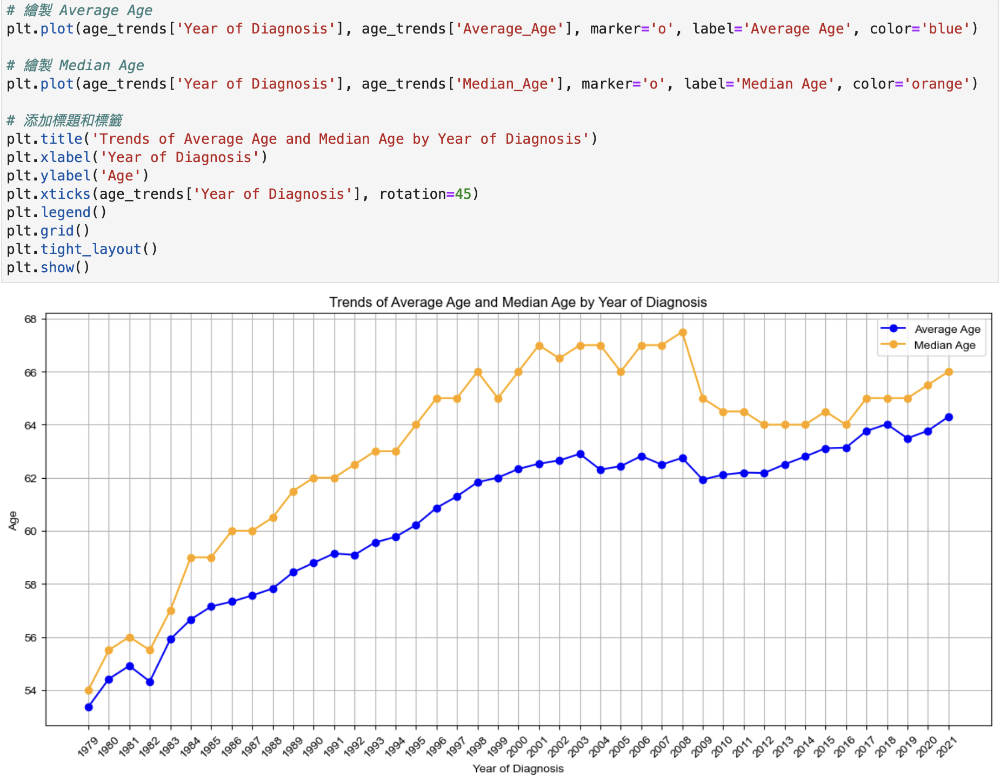 # 繪製 Average Age
plt.plot(age_trends['Year of Diagnosis'], age_trends['Average_Age'], marker='o', label='Average Age', color='blue')
# 繪製 Median Age
plt.plot(age_trends['Year of Diagnosis'], age_trends['Median_Age'], marker='o', label='Median Age', color='orange')
# 添加標題和標籤
plt.title('Trends of Average Age and Median Age by Year of Diagnosis')
plt.xlabel('Year of Diagnosis')
plt.ylabel('Age')
plt.xticks(age_trends['Year of Diagnosis'], rotation=45)
plt.legend()
plt.grid()
plt.tight_layout()
plt.show()
Trends of Average Age and Median Age by Year of Diagnosis
68
66
64
62
60
58
56
54
Age
Average Age
Median Age
1979 1980 1981 1982 1983 1984 1985 1986 1987 1988 1989 1990 1991 1992 1993 1994 1995 1996 1997 1998 1999 2000 2001 2002 2003 2004 2005 2006 2007 2008 2009 2010 2011 2012 2013 2014 2015 2016 2017 2018 2019 2020 2021
Year of Diagnosis